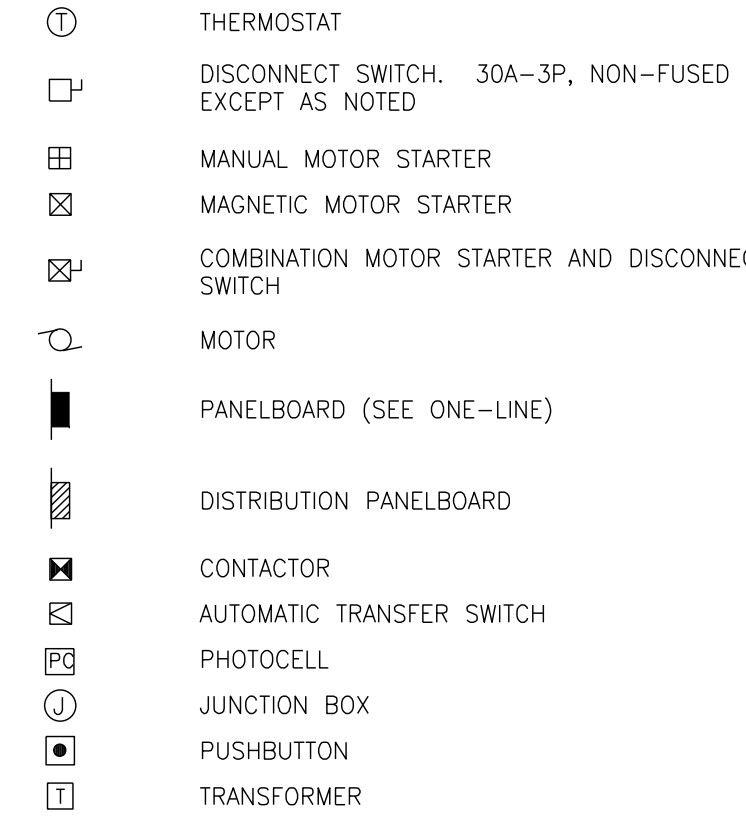 T THERMOSTAT
DISCONNECT SWITCH. 30A-3P, NON-FUSED
EXCEPT AS NOTED
MANUAL MOTOR STARTER
MAGNETIC MOTOR STARTER
COMBINATION MOTOR STARTER AND
SWITCH
MOTOR
PANELBOARD (SEE ONE-LINE)
DISTRIBUTION PANELBOARD
CONTACTOR
AUTOMATIC TRANSFER SWITCH
PC PHOTOCELL
J JUNCTION BOX
PUSHBUTTON
T TRANSFORMER